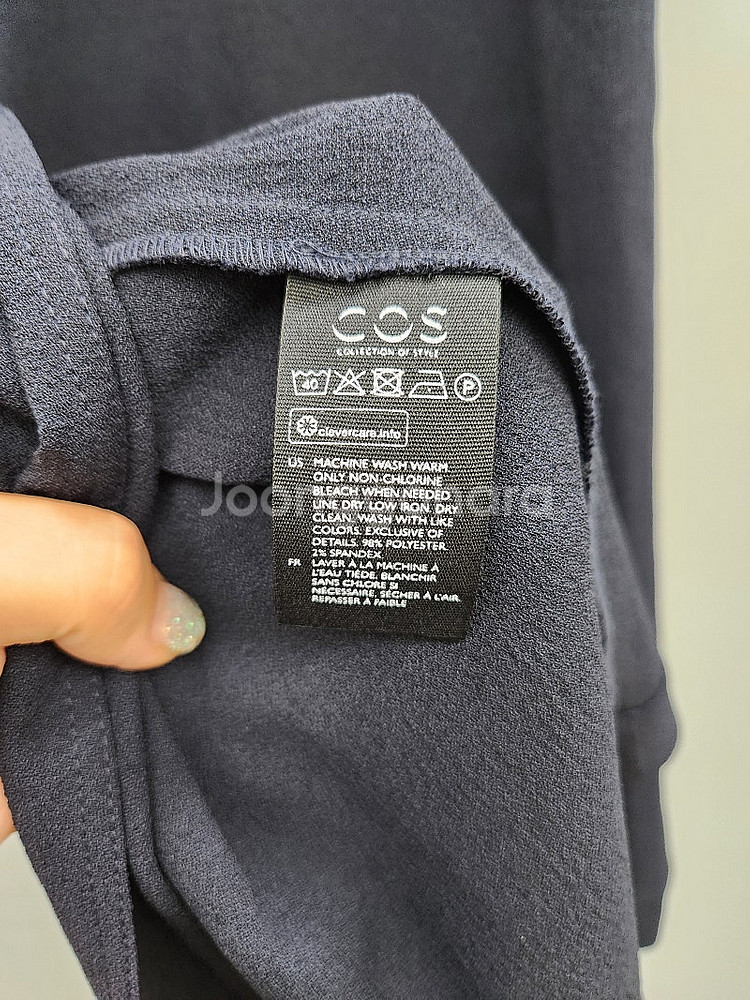 COS
COLLECTION OF STYLE
40 P
clevercare.info
US MACHINE WASH WARM.
ONLY NON-CHLORINE
BLEACH WHEN NEEDED.
LINE DRY. LOW IRON. DRY
CLEAN. WASH WITH LIKE
COLORS. EXCLUSIVE OF
DETAILS. 98% POLYESTER.
2% SPANDEX
FR LAVER À LA MACHINE À
L'EAU TIÈDE. BLANCHIR
SANS CHLORE SI
NÉCESSAIRE. SÉCHER À L'AIR.
REPASSER À FAIBLE